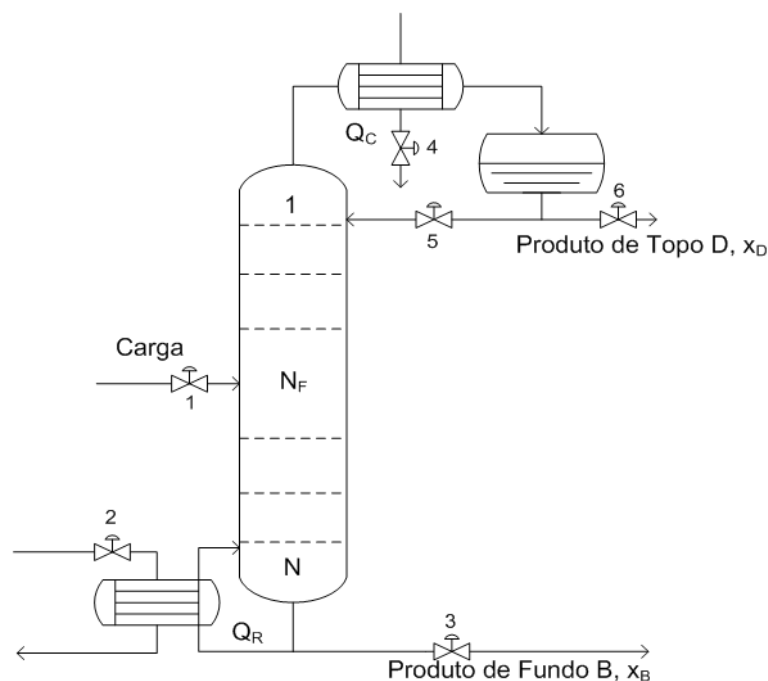 Q_C
4
1
6
5
Produto de Topo D, x_D
Carga
1
N_F
2
N
3
Q_R
Produto de Fundo B, x_B